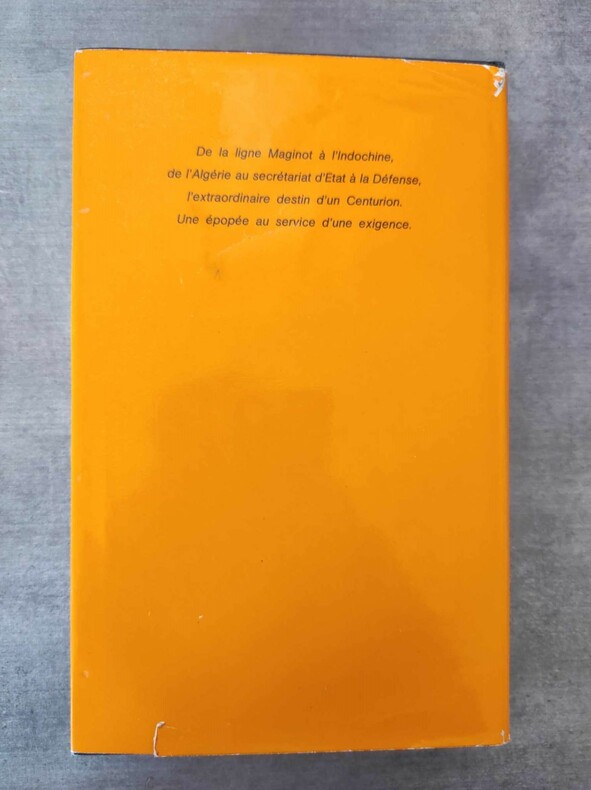 De la ligne Maginot à l'Indochine,
de l'Algérie au secrétariat d'Etat à la Défense,
l'extraordinaire destin d'un Centurion.
Une épopée au service d'une exigence.